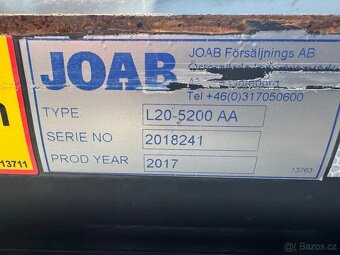 JOAB
JOAB Försäljnings AB
Tel +46(0)317050600
TYPE. L20-5200 AA
SERIE NO 2018241
PROD YEAR 2017
13711
13783
Bazos.cz